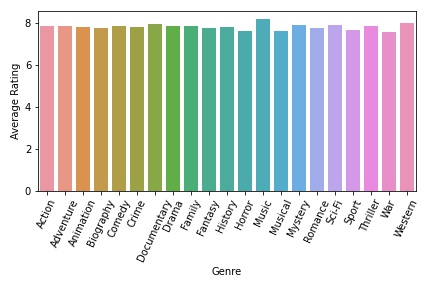 8
6
4
2
0
Average Rating
Action
Adventure
Animation
Biography
Comedy
Crime
Documentary
Drama
Family
Fantasy
History
Horror
Music
Musical
Mystery
Romance
Sci-Fi
Sport
Thriller
War
Western
Genre